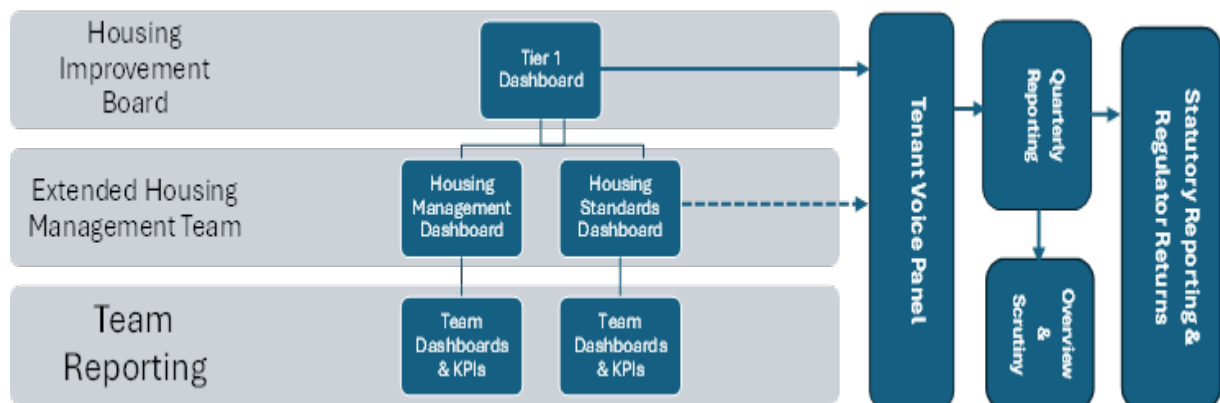 Housing
Improvement
Board
Tier 1
Dashboard
Extended Housing
Management Team
Housing
Management
Dashboard
Housing
Standards
Dashboard
Team
Reporting
Team
Dashboards
& KPIs
Team
Dashboards
& KPIs
Tenant Voice Panel
Quarterly
Reporting
Overview
&
Scrutiny
Statutory Reporting &
Regulator Returns